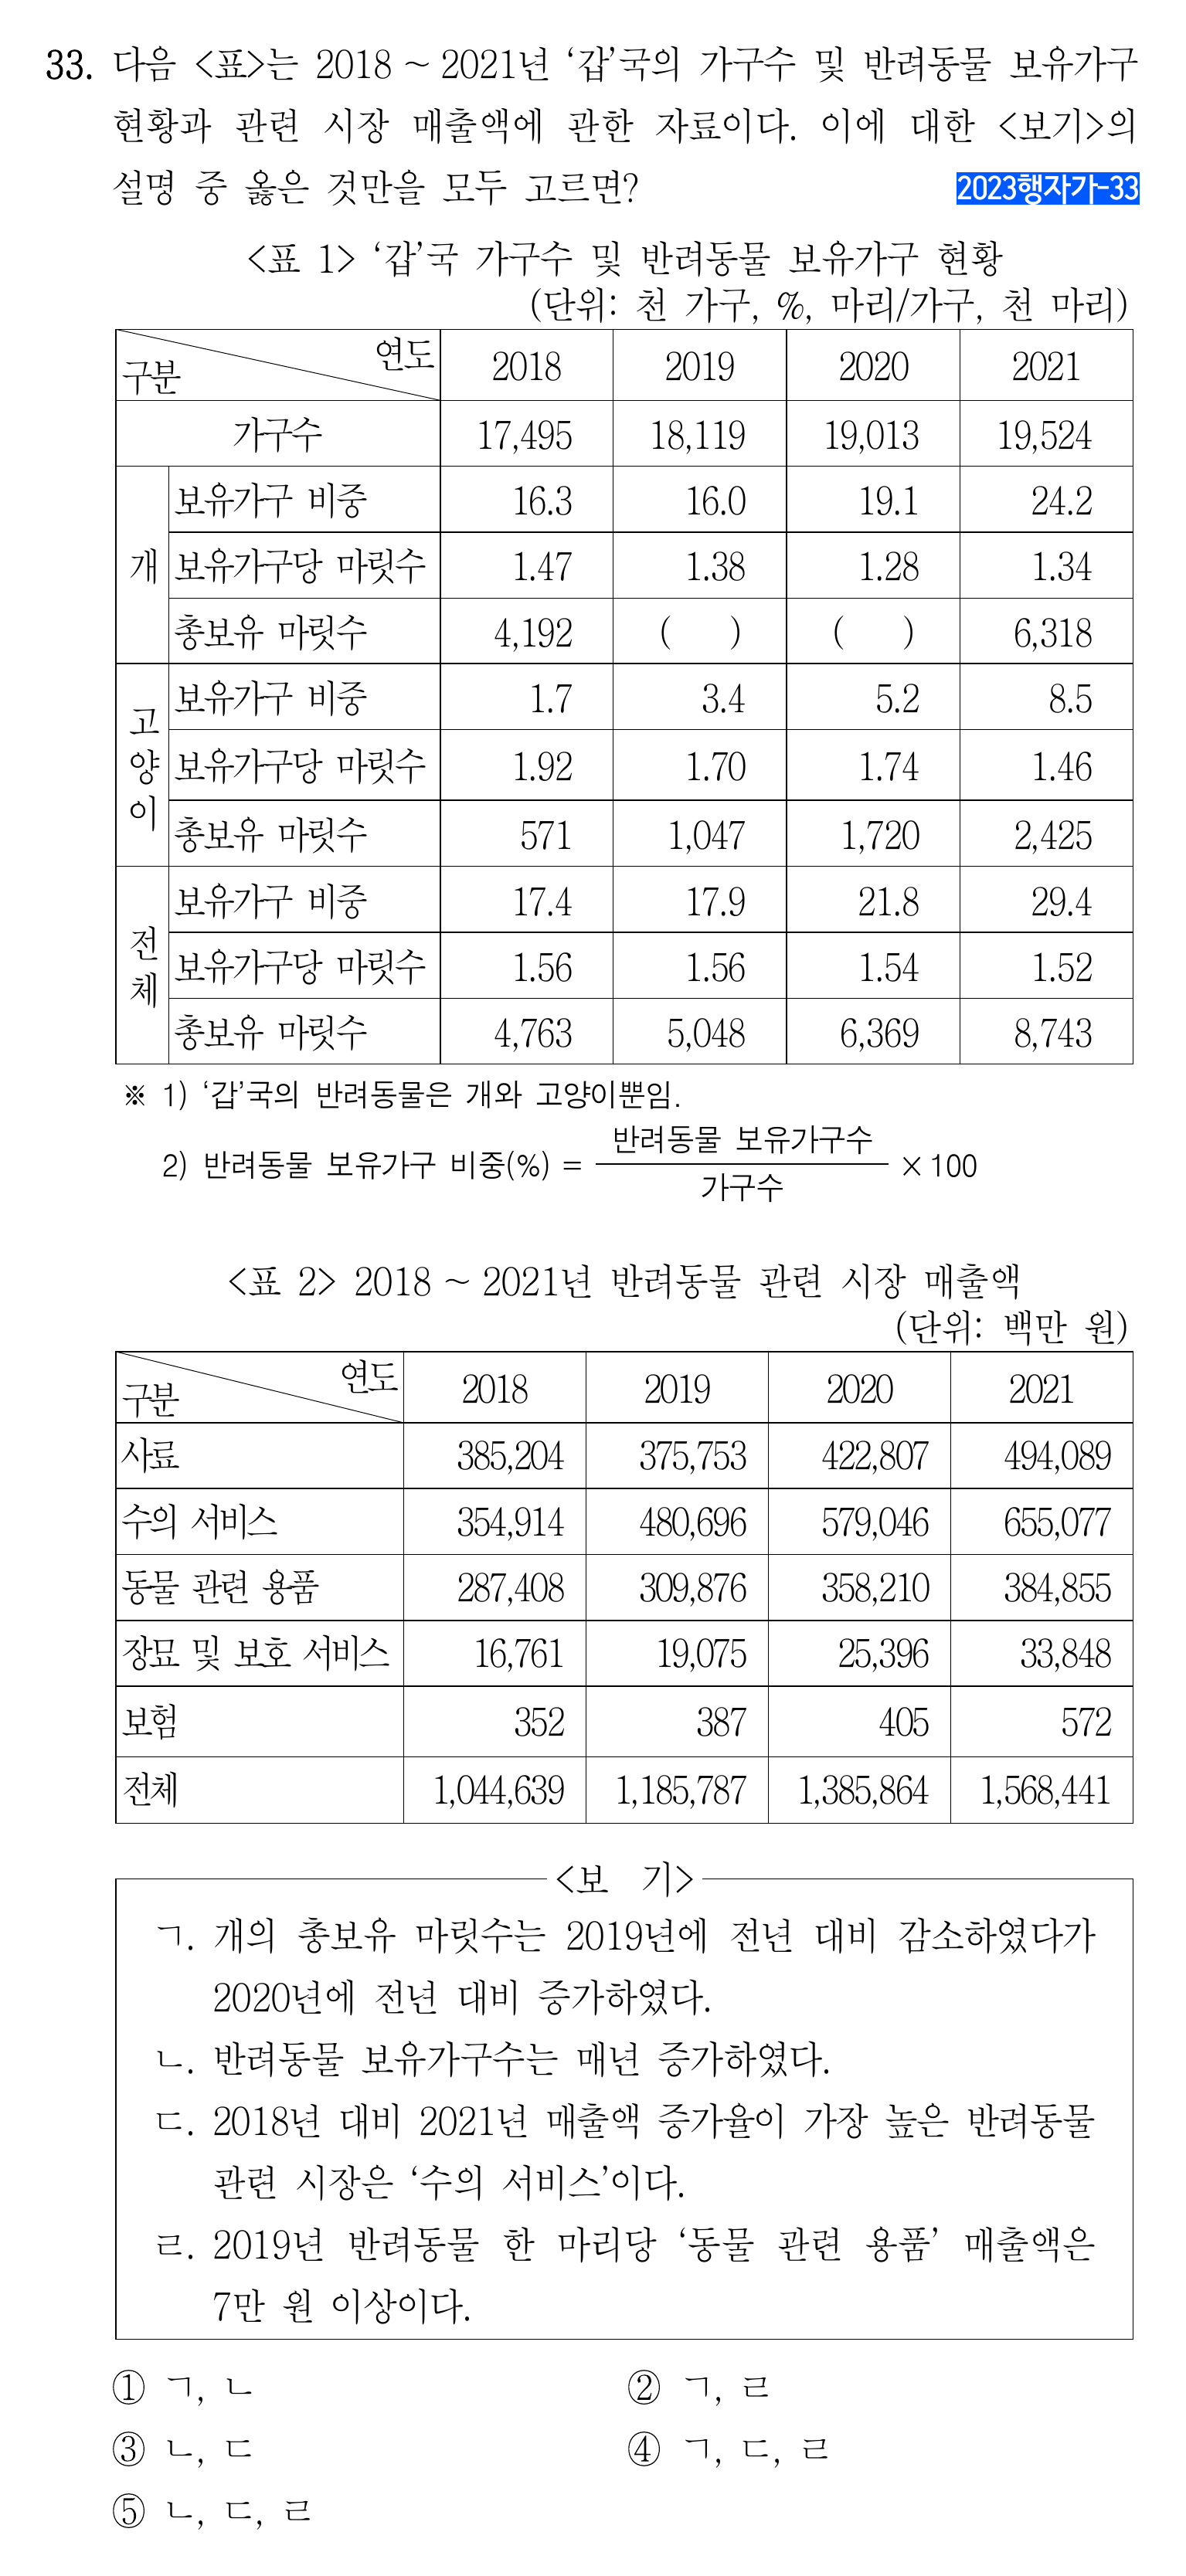 33. 다음 <표>는 2018 ~ 2021년 ‘갑’국의 가구수 및 반려동물 보유가구
현황과 관련 시장 매출액에 관한 자료이다. 이에 대한 <보기>의
설명 중 옳은 것만을 모두 고르면? 2023행자가-33
<표 1> ‘갑’국 가구수 및 반려동물 보유가구 현황
(단위: 천 가구, %, 마리/가구, 천 마리)
구분 연도 2018 2019 2020 2021
가구수 17,495 18,119 19,013 19,524
개 보유가구 비중 16.3 16.0 19.1 24.2
보유가구당 마릿수 1.47 1.38 1.28 1.34
총보유 마릿수 4,192 ( ) ( ) 6,318
고양이 보유가구 비중 1.7 3.4 5.2 8.5
보유가구당 마릿수 1.92 1.70 1.74 1.46
총보유 마릿수 571 1,047 1,720 2,425
전체 보유가구 비중 17.4 17.9 21.8 29.4
보유가구당 마릿수 1.56 1.56 1.54 1.52
총보유 마릿수 4,763 5,048 6,369 8,743
※ 1) ‘갑’국의 반려동물은 개와 고양이뿐임.
2) 반려동물 보유가구 비중(%) = 반려동물 보유가구수 / 가구수 × 100
<표 2> 2018 ~ 2021년 반려동물 관련 시장 매출액
(단위: 백만 원)
구분 연도 2018 2019 2020 2021
사료 385,204 375,753 422,807 494,089
수의 서비스 354,914 480,696 579,046 655,077
동물 관련 용품 287,408 309,876 358,210 384,855
장묘 및 보호 서비스 16,761 19,075 25,396 33,848
보험 352 387 405 572
전체 1,044,639 1,185,787 1,385,864 1,568,441
<보 기>
ㄱ. 개의 총보유 마릿수는 2019년에 전년 대비 감소하였다가
2020년에 전년 대비 증가하였다.
ㄴ. 반려동물 보유가구수는 매년 증가하였다.
ㄷ. 2018년 대비 2021년 매출액 증가율이 가장 높은 반려동물
관련 시장은 ‘수의 서비스’이다.
ㄹ. 2019년 반려동물 한 마리당 ‘동물 관련 용품’ 매출액은
7만 원 이상이다.
① ㄱ, ㄴ ② ㄱ, ㄹ
③ ㄴ, ㄷ ④ ㄱ, ㄷ, ㄹ
⑤ ㄴ, ㄷ, ㄹ